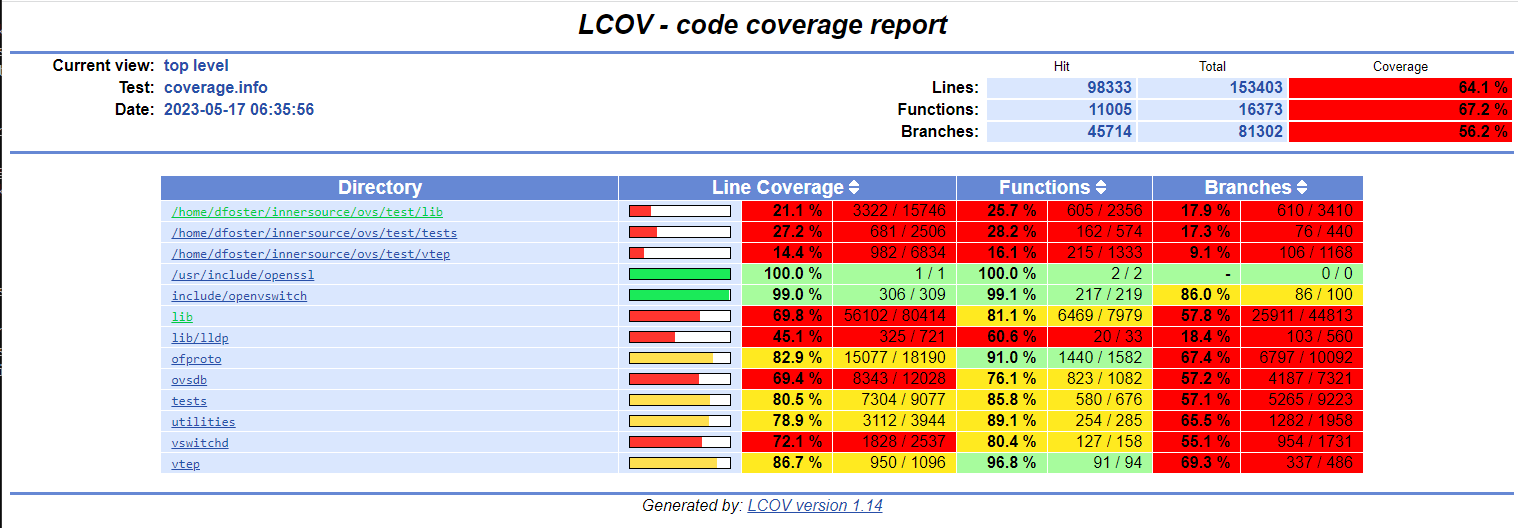 LCOV - code coverage report
Current view: top level Hit Total Coverage
Test: coverage.info Lines: 98333 153403 64.1 %
Date: 2023-05-17 06:35:56 Functions: 11005 16373 67.2 %
Branches: 45714 81302 56.2 %
Directory Line Coverage Functions Branches
/home/dfoster/innersource/ovs/test/lib 21.1 % 3322 / 15746 25.7 % 605 / 2356 17.9 % 610 / 3410
/home/dfoster/innersource/ovs/test/tests 27.2 % 681 / 2506 28.2 % 162 / 574 17.3 % 76 / 440
/home/dfoster/innersource/ovs/test/vtep 14.4 % 982 / 6834 16.1 % 215 / 1333 9.1 % 106 / 1168
/usr/include/openssl 100.0 % 1 / 1 100.0 % 2 / 2 - 0 / 0
include/openvswitch 99.0 % 306 / 309 99.1 % 217 / 219 86.0 % 86 / 100
lib 69.8 % 56102 / 80414 81.1 % 6469 / 7979 57.8 % 25911 / 44813
lib/lldp 45.1 % 325 / 721 60.6 % 20 / 33 18.4 % 103 / 560
ofproto 82.9 % 15077 / 18190 91.0 % 1440 / 1582 67.4 % 6797 / 10092
ovsdb 69.4 % 8343 / 12028 76.1 % 823 / 1082 57.2 % 4187 / 7321
tests 80.5 % 7304 / 9077 85.8 % 580 / 676 57.1 % 5265 / 9223
utilities 78.9 % 3112 / 3944 89.1 % 254 / 285 65.5 % 1282 / 1958
vswitchd 72.1 % 1828 / 2537 80.4 % 127 / 158 55.1 % 954 / 1731
vtep 86.7 % 950 / 1096 96.8 % 91 / 94 69.3 % 337 / 486
Generated by: LCOV version 1.14